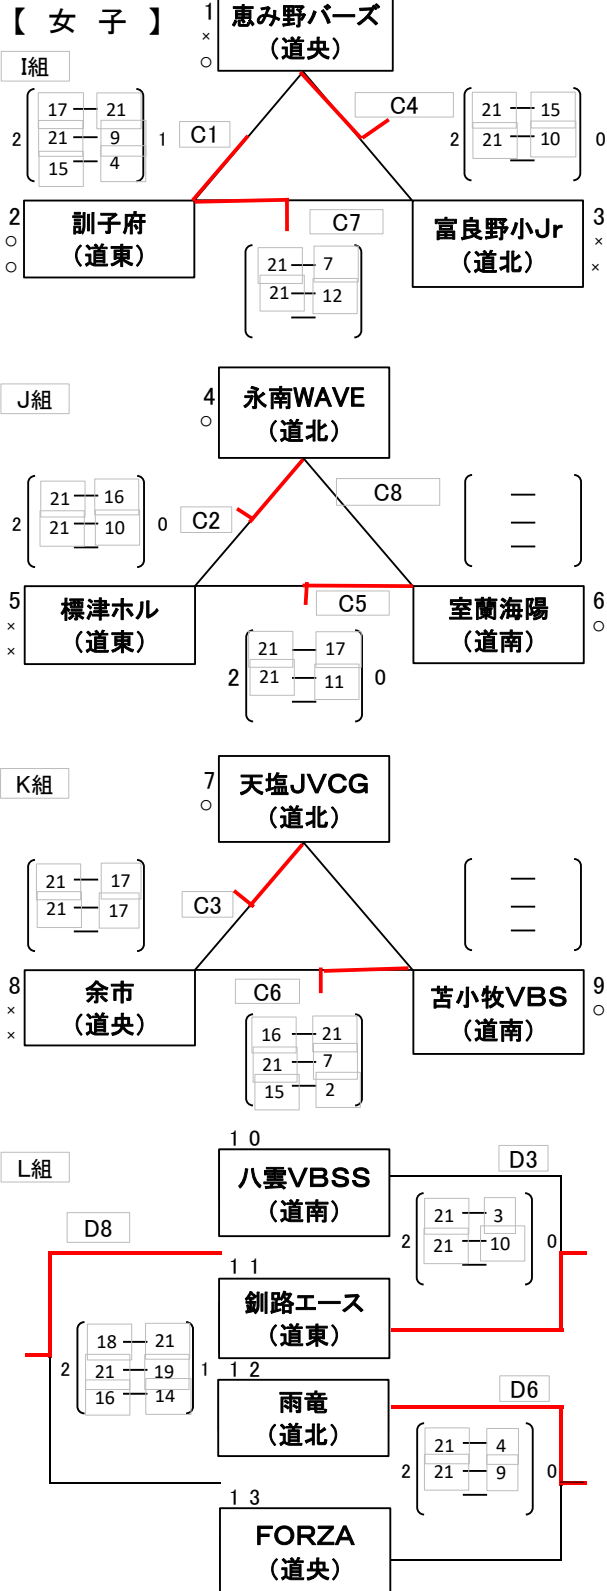 【 女 子 】
1
×
○
恵み野バーズ
（道央）
I組
17 ― 21
2 21 ― 9 1
15 ― 4
C1
C4
21 ― 15
2 21 ― 10 0
2
○
○
訓子府
（道東）
C7
21 ― 7
21 ― 12
―
富良野小Jr
（道北）
3
×
×
J組
4
○
永南WAVE
（道北）
21 ― 16
2 21 ― 10 0
―
C2
C8
―
―
―
5
×
×
標津ホル
（道東）
C5
21 ― 17
2 21 ― 11 0
―
室蘭海陽
（道南）
6
○
K組
7
○
天塩JVCG
（道北）
21 ― 17
21 ― 17
―
C3
―
―
―
8
×
×
余市
（道央）
C6
16 ― 21
21 ― 7
15 ― 2
苫小牧VBS
（道南）
9
○
L組
10
八雲VBSS
（道南）
D3
21 ― 3
2 21 ― 10 0
―
D8
11
釧路エース
（道東）
18 ― 21
2 21 ― 19 1
16 ― 14
12
雨竜
（道北）
D6
21 ― 4
2 21 ― 9 0
―
13
FORZA
（道央）